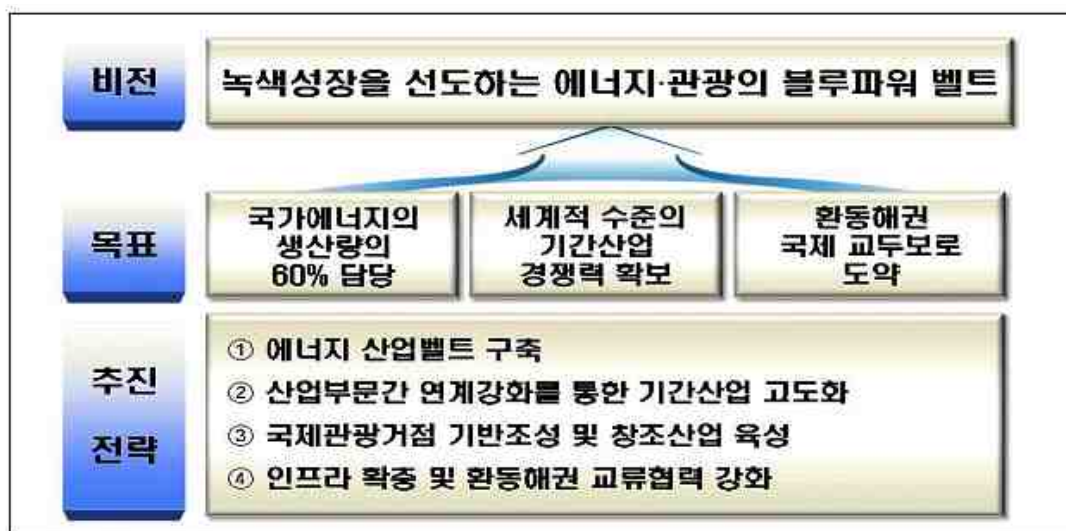 비전
녹색성장을 선도하는 에너지·관광의 블루파워 벨트
목표
국가에너지의
생산량의
60% 담당
세계적 수준의
기간산업
경쟁력 확보
환동해권
국제 교두보로
도약
추진
전략
① 에너지 산업벨트 구축
② 산업부문간 연계강화를 통한 기간산업 고도화
③ 국제관광거점 기반조성 및 창조산업 육성
④ 인프라 확충 및 환동해권 교류협력 강화